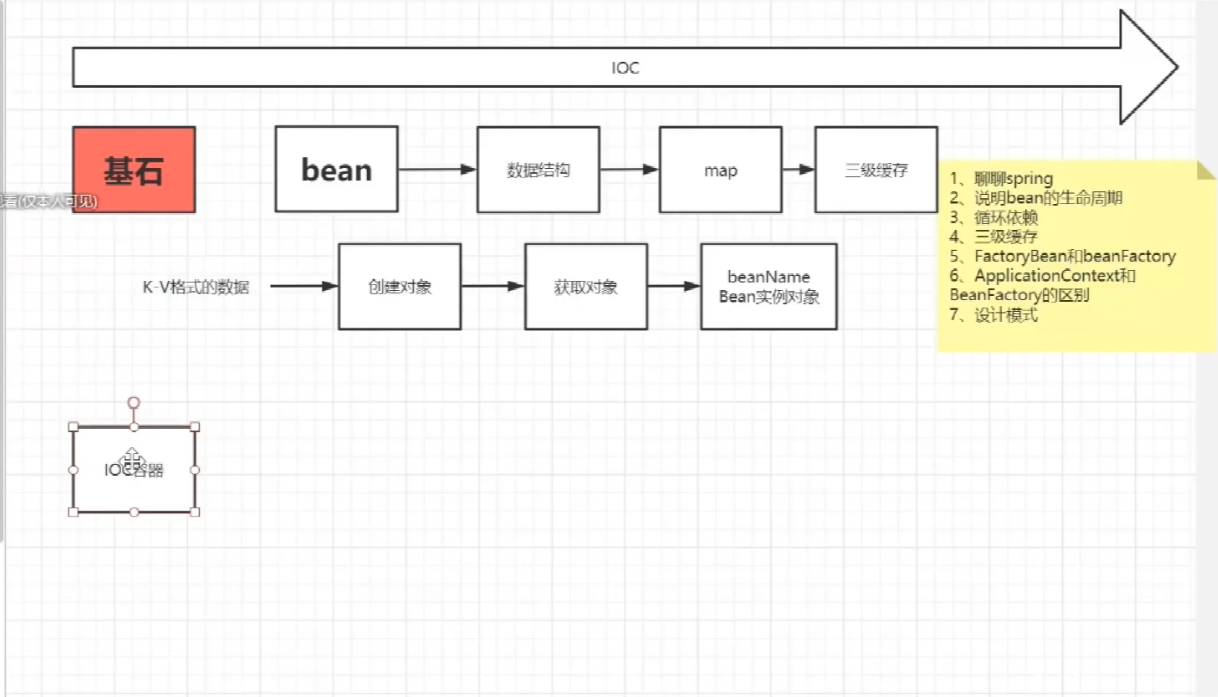 IOC
基石
bean
数据结构
map
三级缓存
看(仅本人可见)
1、聊聊spring
2、说明bean的生命周期
3、循环依赖
4、三级缓存
5、FactoryBean和beanFactory
6、ApplicationContext和
BeanFactory的区别
7、设计模式
K-V格式的数据
创建对象
获取对象
beanName
Bean实例对象
IOC容器